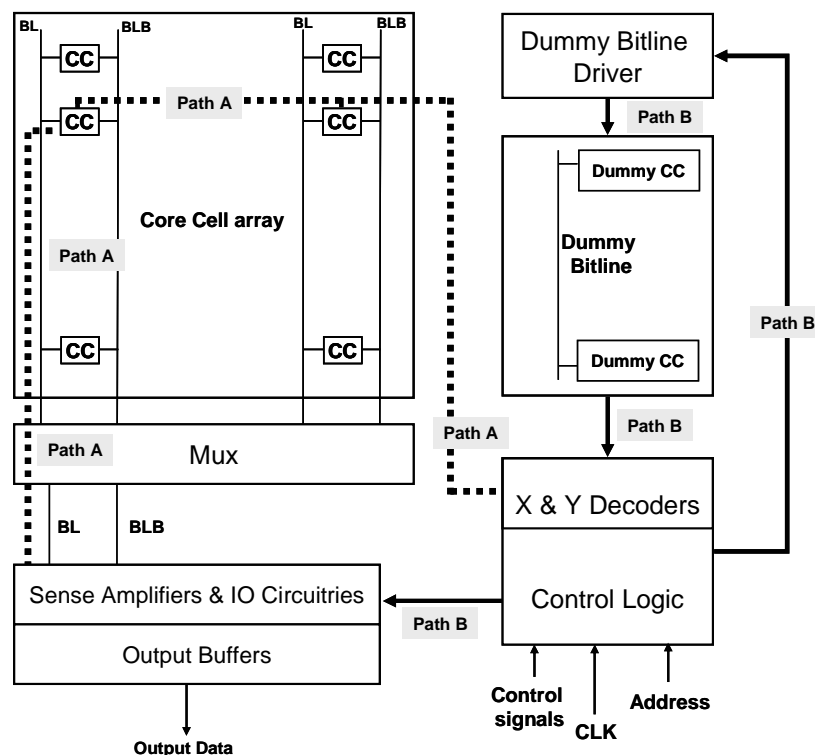 BL
BLB
BL
BLB
CC
CC
Path A
CC
CC
Core Cell array
Path A
CC
CC
Path A
Mux
BL
BLB
Sense Amplifiers & IO Circuitries
Output Buffers
Output Data
Dummy Bitline
Driver
Path B
Dummy CC
Dummy
Bitline
Dummy CC
Path B
Path B
Path A
X & Y Decoders
Control Logic
Path B
Control
signals
CLK
Address